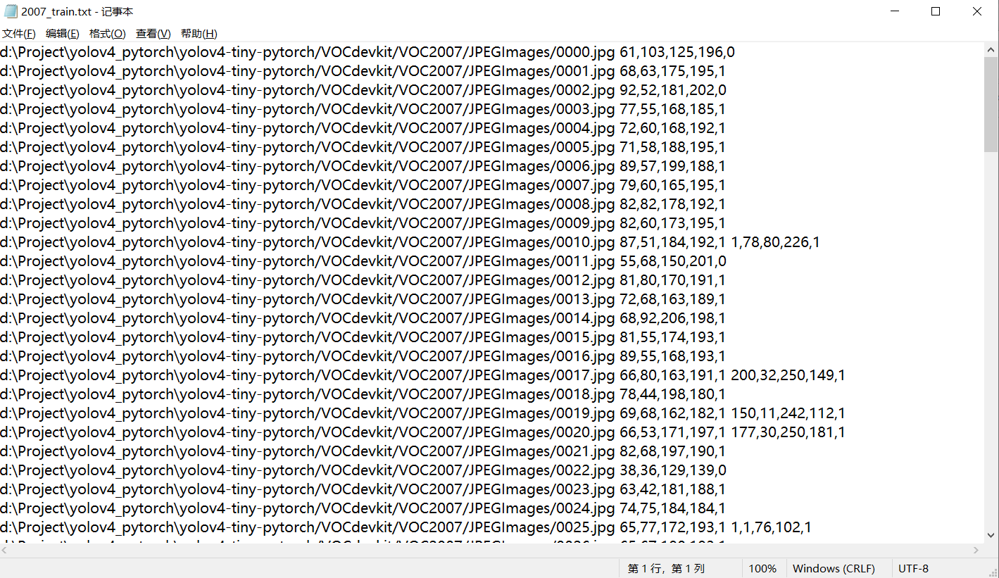 2007_train.txt - 记事本
文件(F) 编辑(E) 格式(O) 查看(V) 帮助(H)
d:\Project\yolov4_pytorch\yolov4-tiny-pytorch/VOCdevkit/VOC2007/JPEGImages/0000.jpg 61,103,125,196,0
d:\Project\yolov4_pytorch\yolov4-tiny-pytorch/VOCdevkit/VOC2007/JPEGImages/0001.jpg 68,63,175,195,1
d:\Project\yolov4_pytorch\yolov4-tiny-pytorch/VOCdevkit/VOC2007/JPEGImages/0002.jpg 92,52,181,202,0
d:\Project\yolov4_pytorch\yolov4-tiny-pytorch/VOCdevkit/VOC2007/JPEGImages/0003.jpg 77,55,168,185,1
d:\Project\yolov4_pytorch\yolov4-tiny-pytorch/VOCdevkit/VOC2007/JPEGImages/0004.jpg 72,60,168,192,1
d:\Project\yolov4_pytorch\yolov4-tiny-pytorch/VOCdevkit/VOC2007/JPEGImages/0005.jpg 71,58,188,195,1
d:\Project\yolov4_pytorch\yolov4-tiny-pytorch/VOCdevkit/VOC2007/JPEGImages/0006.jpg 89,57,199,188,1
d:\Project\yolov4_pytorch\yolov4-tiny-pytorch/VOCdevkit/VOC2007/JPEGImages/0007.jpg 79,60,165,195,1
d:\Project\yolov4_pytorch\yolov4-tiny-pytorch/VOCdevkit/VOC2007/JPEGImages/0008.jpg 82,82,178,192,1
d:\Project\yolov4_pytorch\yolov4-tiny-pytorch/VOCdevkit/VOC2007/JPEGImages/0009.jpg 82,60,173,195,1
d:\Project\yolov4_pytorch\yolov4-tiny-pytorch/VOCdevkit/VOC2007/JPEGImages/0010.jpg 87,51,184,192,1 1,78,80,226,1
d:\Project\yolov4_pytorch\yolov4-tiny-pytorch/VOCdevkit/VOC2007/JPEGImages/0011.jpg 55,68,150,201,0
d:\Project\yolov4_pytorch\yolov4-tiny-pytorch/VOCdevkit/VOC2007/JPEGImages/0012.jpg 81,80,170,191,1
d:\Project\yolov4_pytorch\yolov4-tiny-pytorch/VOCdevkit/VOC2007/JPEGImages/0013.jpg 72,68,163,189,1
d:\Project\yolov4_pytorch\yolov4-tiny-pytorch/VOCdevkit/VOC2007/JPEGImages/0014.jpg 68,92,206,198,1
d:\Project\yolov4_pytorch\yolov4-tiny-pytorch/VOCdevkit/VOC2007/JPEGImages/0015.jpg 81,55,174,193,1
d:\Project\yolov4_pytorch\yolov4-tiny-pytorch/VOCdevkit/VOC2007/JPEGImages/0016.jpg 89,55,168,193,1
d:\Project\yolov4_pytorch\yolov4-tiny-pytorch/VOCdevkit/VOC2007/JPEGImages/0017.jpg 66,80,163,191,1 200,32,250,149,1
d:\Project\yolov4_pytorch\yolov4-tiny-pytorch/VOCdevkit/VOC2007/JPEGImages/0018.jpg 78,44,198,180,1
d:\Project\yolov4_pytorch\yolov4-tiny-pytorch/VOCdevkit/VOC2007/JPEGImages/0019.jpg 69,68,162,182,1 150,11,242,112,1
d:\Project\yolov4_pytorch\yolov4-tiny-pytorch/VOCdevkit/VOC2007/JPEGImages/0020.jpg 66,53,171,197,1 177,30,250,181,1
d:\Project\yolov4_pytorch\yolov4-tiny-pytorch/VOCdevkit/VOC2007/JPEGImages/0021.jpg 82,68,197,190,1
d:\Project\yolov4_pytorch\yolov4-tiny-pytorch/VOCdevkit/VOC2007/JPEGImages/0022.jpg 38,36,129,139,0
d:\Project\yolov4_pytorch\yolov4-tiny-pytorch/VOCdevkit/VOC2007/JPEGImages/0023.jpg 63,42,181,188,1
d:\Project\yolov4_pytorch\yolov4-tiny-pytorch/VOCdevkit/VOC2007/JPEGImages/0024.jpg 74,75,184,184,1
d:\Project\yolov4_pytorch\yolov4-tiny-pytorch/VOCdevkit/VOC2007/JPEGImages/0025.jpg 65,77,172,193,1 1,1,76,102,1
第 1 行，第 1 列 100% Windows (CRLF) UTF-8